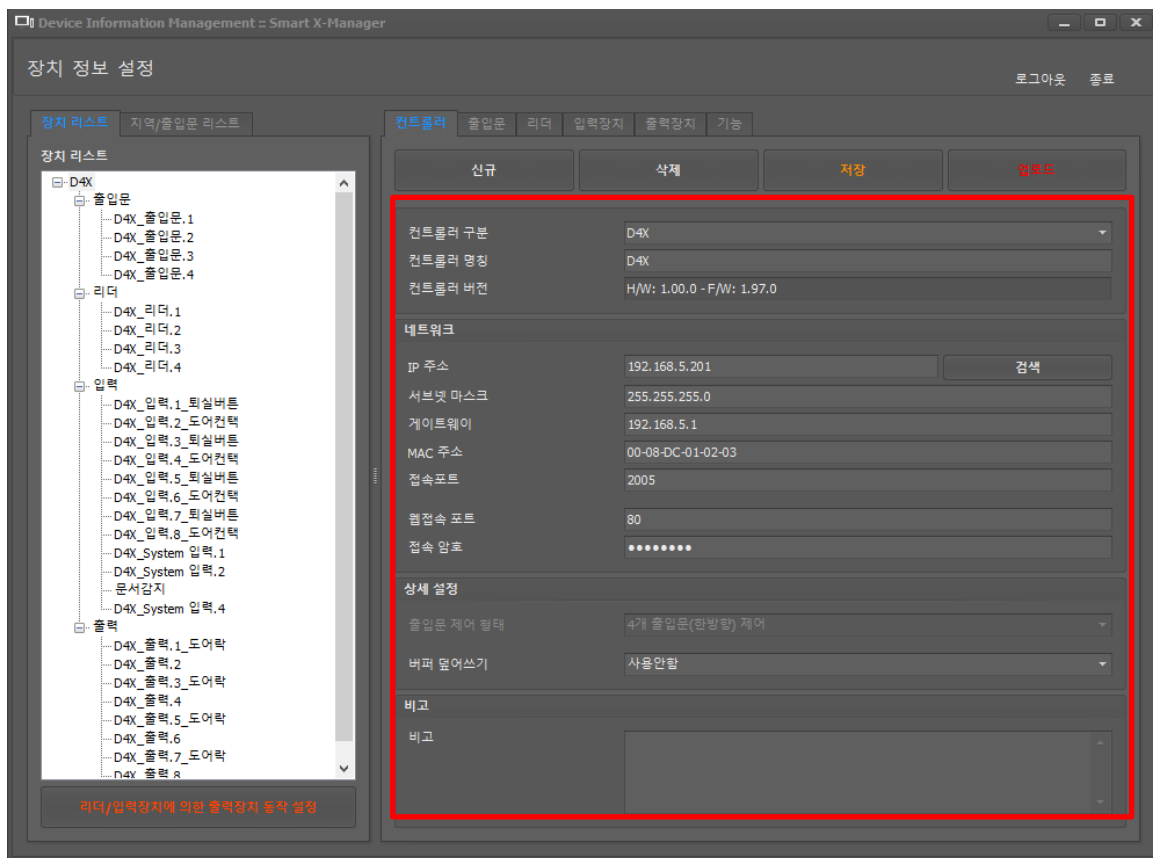 Device Information Management :: Smart X-Manager
장치 정보 설정
로그아웃 종료
장치 리스트 지역/출입문 리스트
장치 리스트
D4X
출입문
D4X_출입문.1
D4X_출입문.2
D4X_출입문.3
D4X_출입문.4
리더
D4X_리더.1
D4X_리더.2
D4X_리더.3
D4X_리더.4
입력
D4X_입력.1_퇴실버튼
D4X_입력.2_도어컨택
D4X_입력.3_퇴실버튼
D4X_입력.4_도어컨택
D4X_입력.5_퇴실버튼
D4X_입력.6_도어컨택
D4X_입력.7_퇴실버튼
D4X_입력.8_도어컨택
D4X_System 입력.1
D4X_System 입력.2
문서감지
D4X_System 입력.4
출력
D4X_출력.1_도어락
D4X_출력.2
D4X_출력.3_도어락
D4X_출력.4
D4X_출력.5_도어락
D4X_출력.6
D4X_출력.7_도어락
D4X_출력.8
리더/입력장치에 의한 출력장치 동작 설정
컨트롤러 출입문 리더 입력장치 출력장치 기능
신규 삭제 저장 업로드
컨트롤러 구분 D4X
컨트롤러 명칭 D4X
컨트롤러 버전 H/W: 1.00.0 - F/W: 1.97.0
네트워크
IP 주소 192.168.5.201 검색
서브넷 마스크 255.255.255.0
게이트웨이 192.168.5.1
MAC 주소 00-08-DC-01-02-03
접속포트 2005
웹접속 포트 80
접속 암호 ●●●●●●●●
상세 설정
출입문 제어 형태 4개 출입문(한방향) 제어
버퍼 덮어쓰기 사용안함
비고
비고